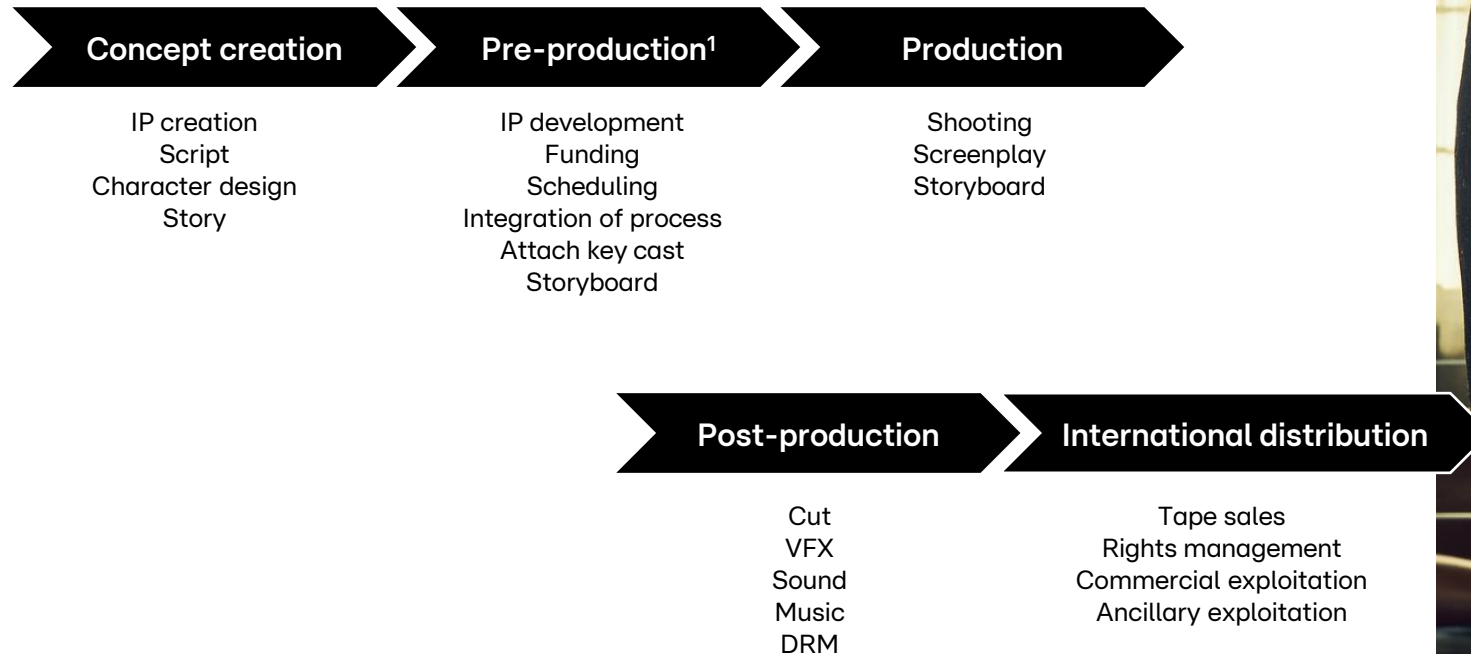 Concept creation
Pre-production¹
Production
IP creation
Script
Character design
Story
IP development
Funding
Scheduling
Integration of process
Attach key cast
Storyboard
Shooting
Screenplay
Storyboard
Post-production
International distribution
Cut
VFX
Sound
Music
DRM
Tape sales
Rights management
Commercial exploitation
Ancillary exploitation